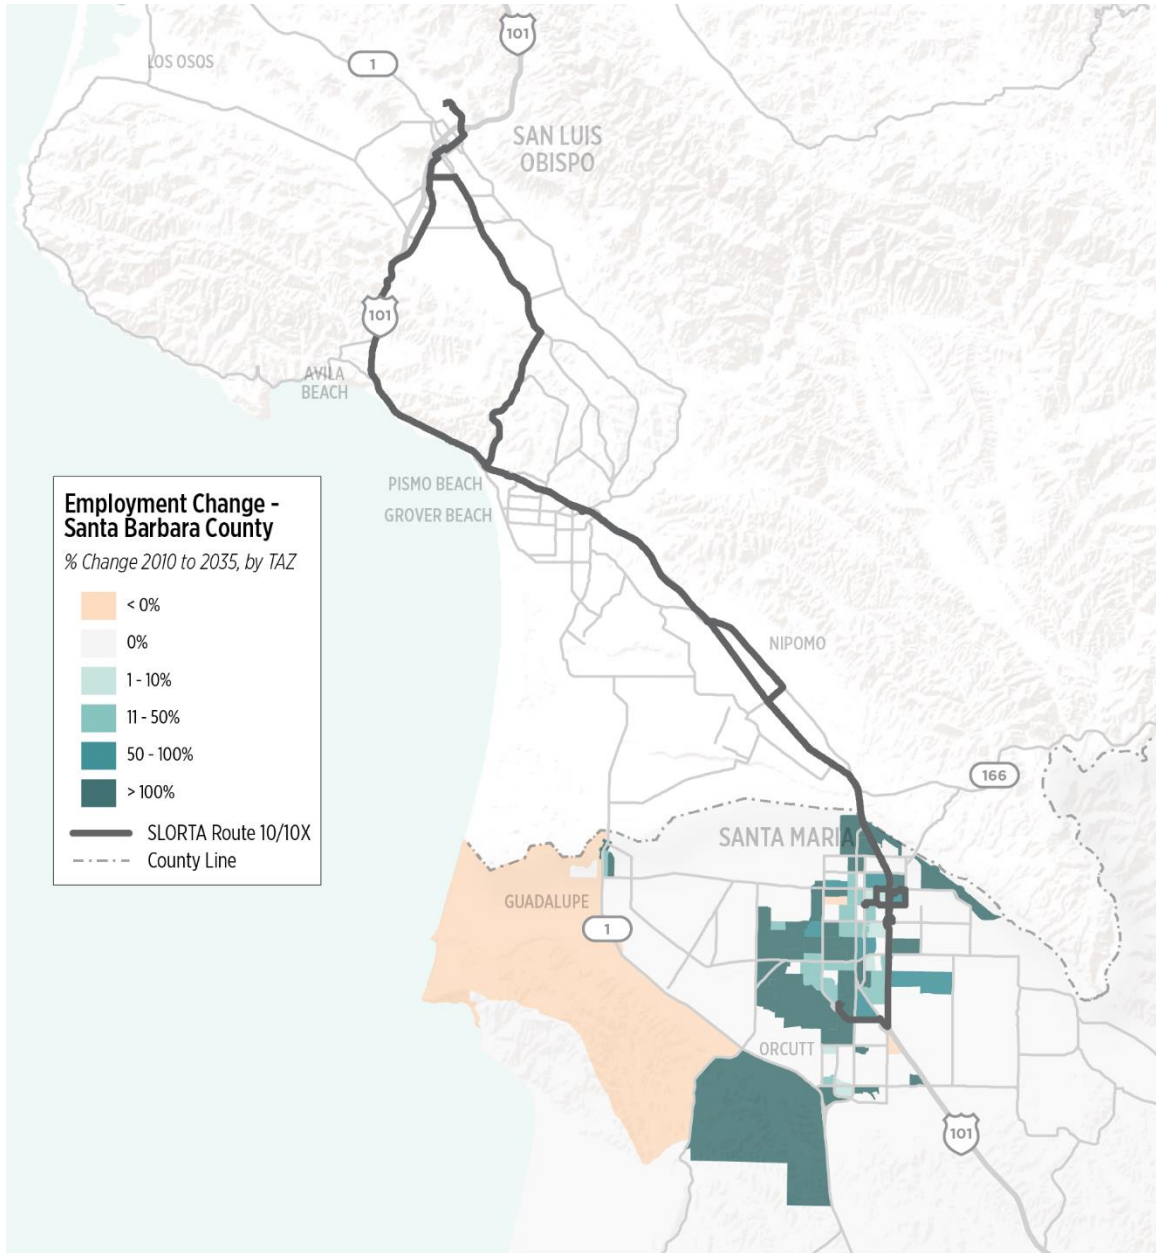 101
LOS OSOS
1
SAN LUIS
OBISPO
101
AVILA
BEACH
PISMO BEACH
GROVER BEACH
Employment Change -
Santa Barbara County
% Change 2010 to 2035, by TAZ
< 0%
0%
1 - 10%
11 - 50%
50 - 100%
> 100%
SLORTA Route 10/10X
County Line
NIPOMO
166
SANTA MARIA
GUADALUPE
1
ORCUTT
101